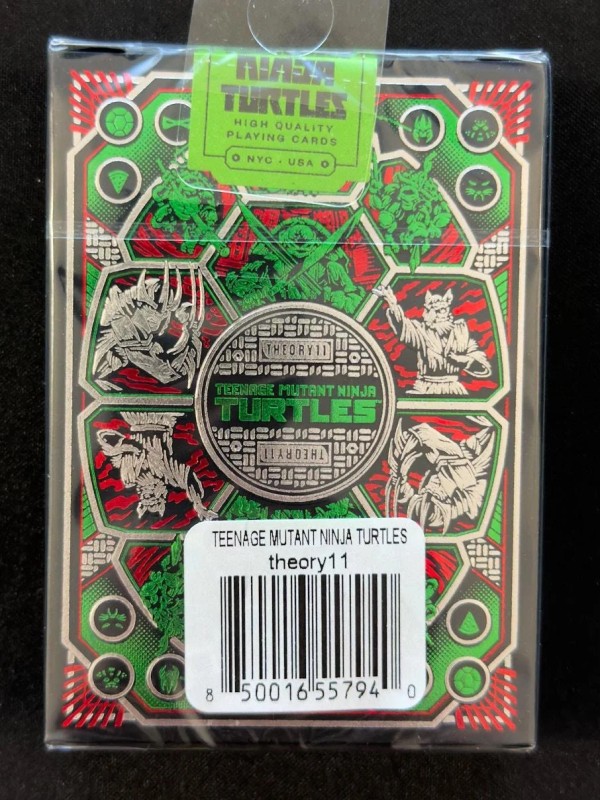 NINJA
TURTLES
HIGH QUALITY
PLAYING CARDS
NYC • USA
THEORY11
TEENAGE MUTANT NINJA
TURTLES
THEORY11
TEENAGE MUTANT NINJA TURTLES
theory11
8 50016 55794 0